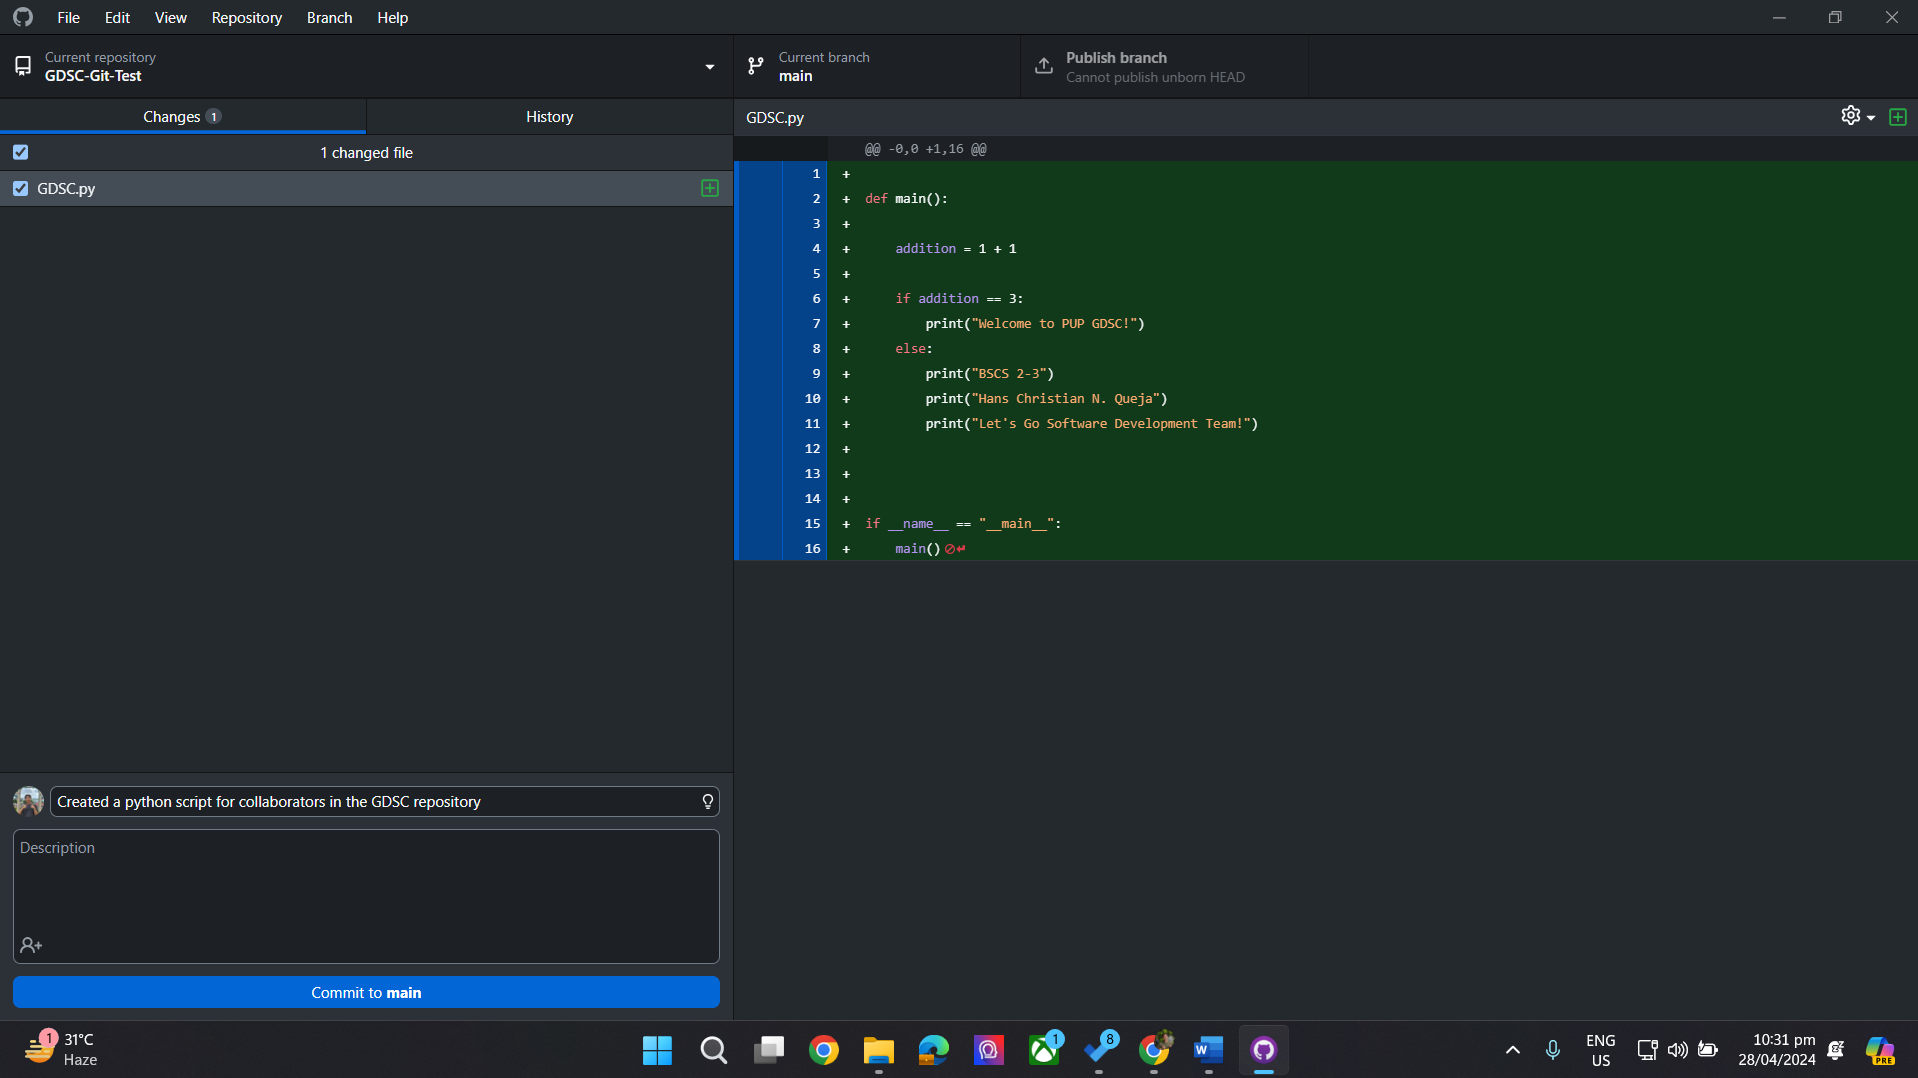 File Edit View Repository Branch Help
Current repository
GDSC-Git-Test
Current branch
main
Publish branch
Cannot publish unborn HEAD
Changes 1
History
GDSC.py
1 changed file
GDSC.py
@@ -0,0 +1,16 @@
1 +
2 + def main():
3 +
4 +     addition = 1 + 1
5 +
6 +     if addition == 3:
7 +         print("Welcome to PUP GDSC!")
8 +     else:
9 +         print("BSCS 2-3")
10 +         print("Hans Christian N. Queja")
11 +         print("Let's Go Software Development Team!")
12 +
13 +
14 +
15 + if __name__ == "__main__":
16 +     main()
Created a python script for collaborators in the GDSC repository
Description
Commit to main
1
31°C
Haze
1
8
W
ENG
US
10:31 pm
28/04/2024
PRE